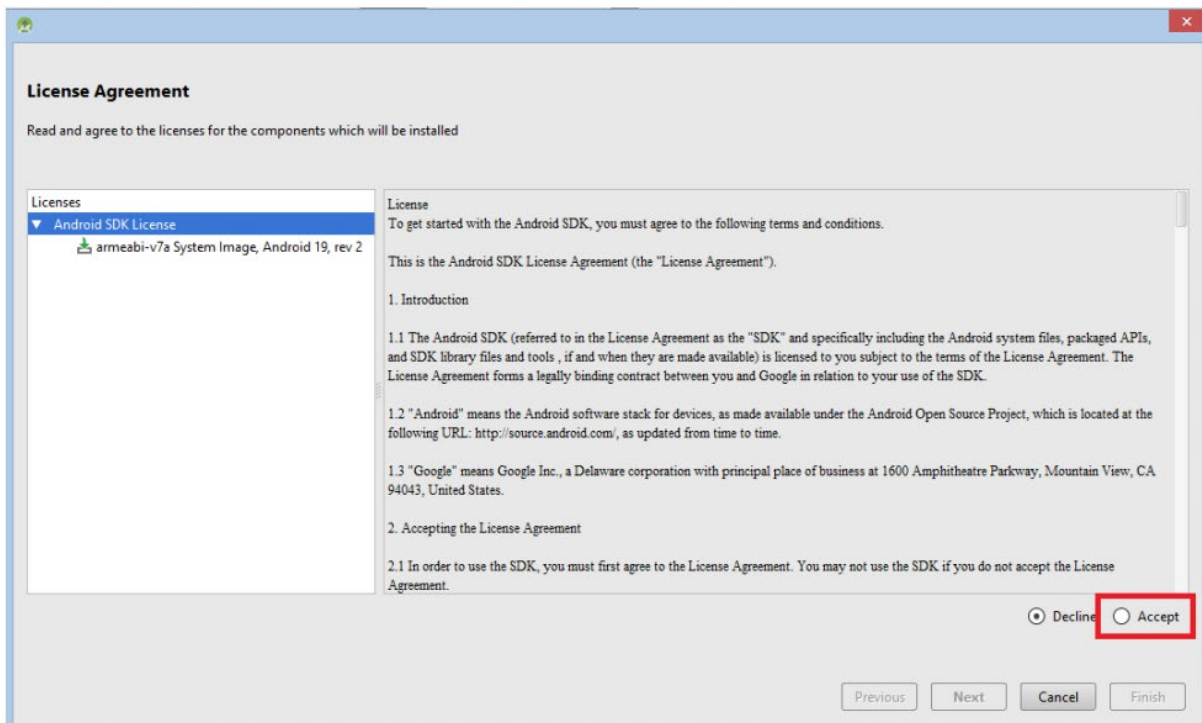 License Agreement
Read and agree to the licenses for the components which will be installed
Licenses
Android SDK License
armeabi-v7a System Image, Android 19, rev 2
License
To get started with the Android SDK, you must agree to the following terms and conditions.
This is the Android SDK License Agreement (the "License Agreement").
1. Introduction
1.1 The Android SDK (referred to in the License Agreement as the "SDK" and specifically including the Android system files, packaged APIs,
and SDK library files and tools , if and when they are made available) is licensed to you subject to the terms of the License Agreement. The
License Agreement forms a legally binding contract between you and Google in relation to your use of the SDK.
1.2 "Android" means the Android software stack for devices, as made available under the Android Open Source Project, which is located at the
following URL: http://source.android.com/, as updated from time to time.
1.3 "Google" means Google Inc., a Delaware corporation with principal place of business at 1600 Amphitheatre Parkway, Mountain View, CA
94043, United States.
2. Accepting the License Agreement
2.1 In order to use the SDK, you must first agree to the License Agreement. You may not use the SDK if you do not accept the License
Agreement.
Decline Accept
Previous Next Cancel Finish